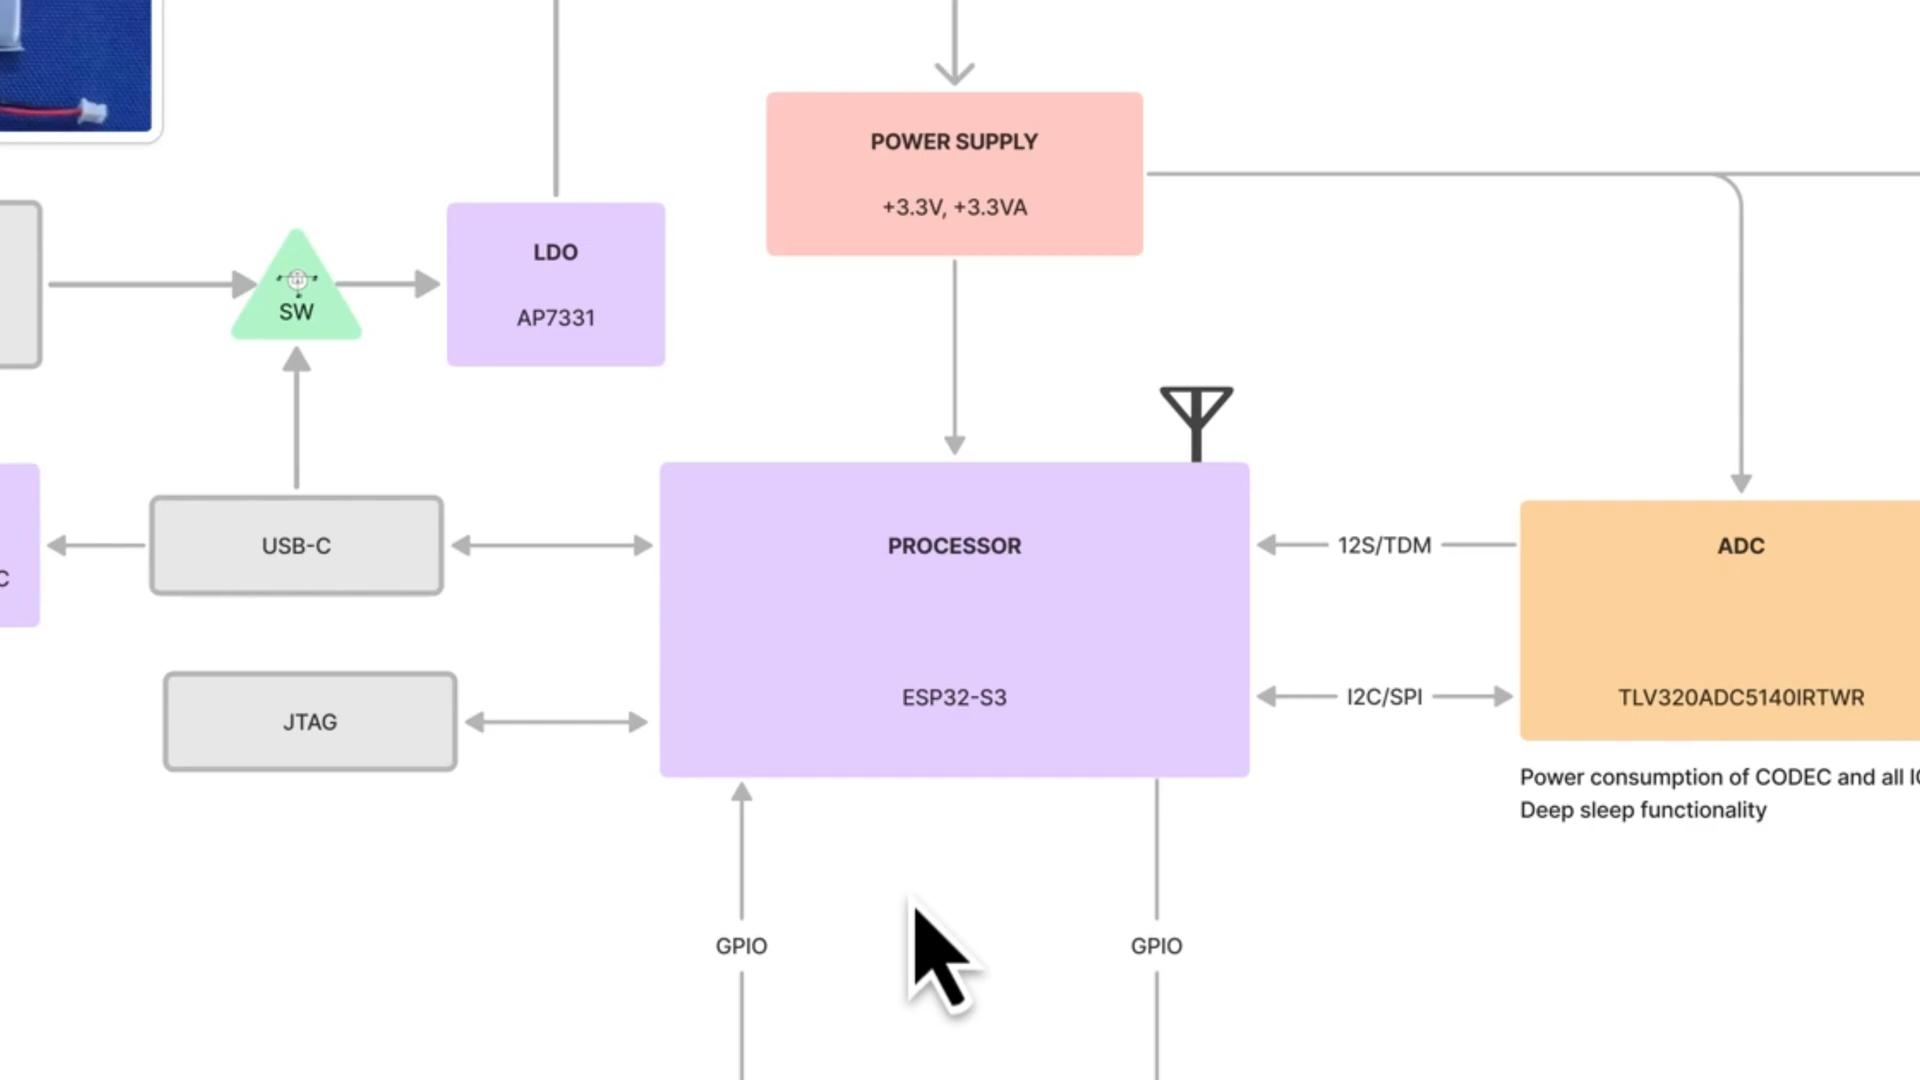 POWER SUPPLY
+3.3V, +3.3VA
LDO
AP7331
SW
USB-C
JTAG
PROCESSOR
ESP32-S3
12S/TDM
I2C/SPI
ADC
TLV320ADC5140IRTWR
Power consumption of CODEC and all
Deep sleep functionality
GPIO
GPIO
C